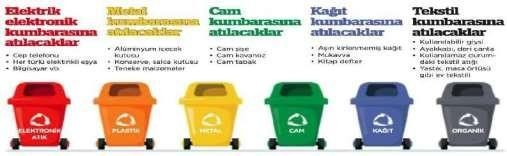 Elektrik
elektronik
kumbarasına
atılacaklar
• Cep telefonu
• Her türlü elektrikli eşya
• Bilgisayar vb
Metal
kumbarasına
atılacaklar
• Alüminyum içecek
kutusu
• Konserve, salça kutusu
• Teneke malzemeler
Cam
kumbarasına
atılacaklar
• Cam şişe
• Cam kavanoz
• Cam tabak
Kağıt
kumbarasına
atılacaklar
• Aşırı kirlenmemiş kağıt
• Mukavva
• Kitap defter
Tekstil
kumbarasına
atılacaklar
• Kullanılabilir giysi
• Ayakkabı, deri çanta
• Kullanılamaz durum-
daki tekstil atığı
• Yastık, masa örtüsü
gibi ev tekstili
ELEKTRONİK
ATIK
PLASTİK
METAL
CAM
KAĞIT
ORGANİK